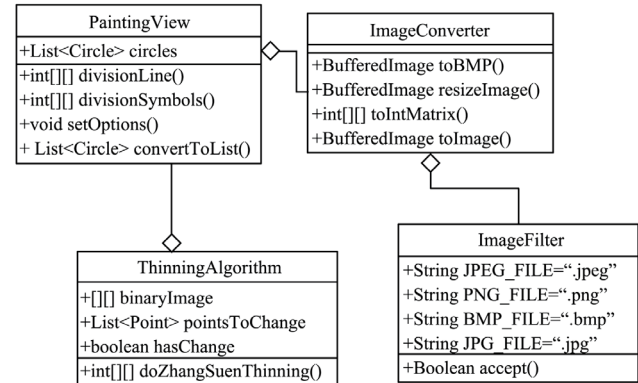 PaintingView
+List<Circle> circles
+int[][] divisionLine()
+int[][] divisionSymbols()
+void setOptions()
+ List<Circle> convertToList()
ImageConverter
+BufferedImage toBMP()
+BufferedImage resizeImage()
+int[][] toIntMatrix()
+BufferedImage toImage()
ThinningAlgorithm
+[][] binaryImage
+List<Point> pointsToChange
+boolean hasChange
+int[][] doZhangSuenThinning()
ImageFilter
+String JPEG_FILE=“.jpeg”
+String PNG_FILE=“.png”
+String BMP_FILE=“.bmp”
+String JPG_FILE=“.jpg”
+Boolean accept()